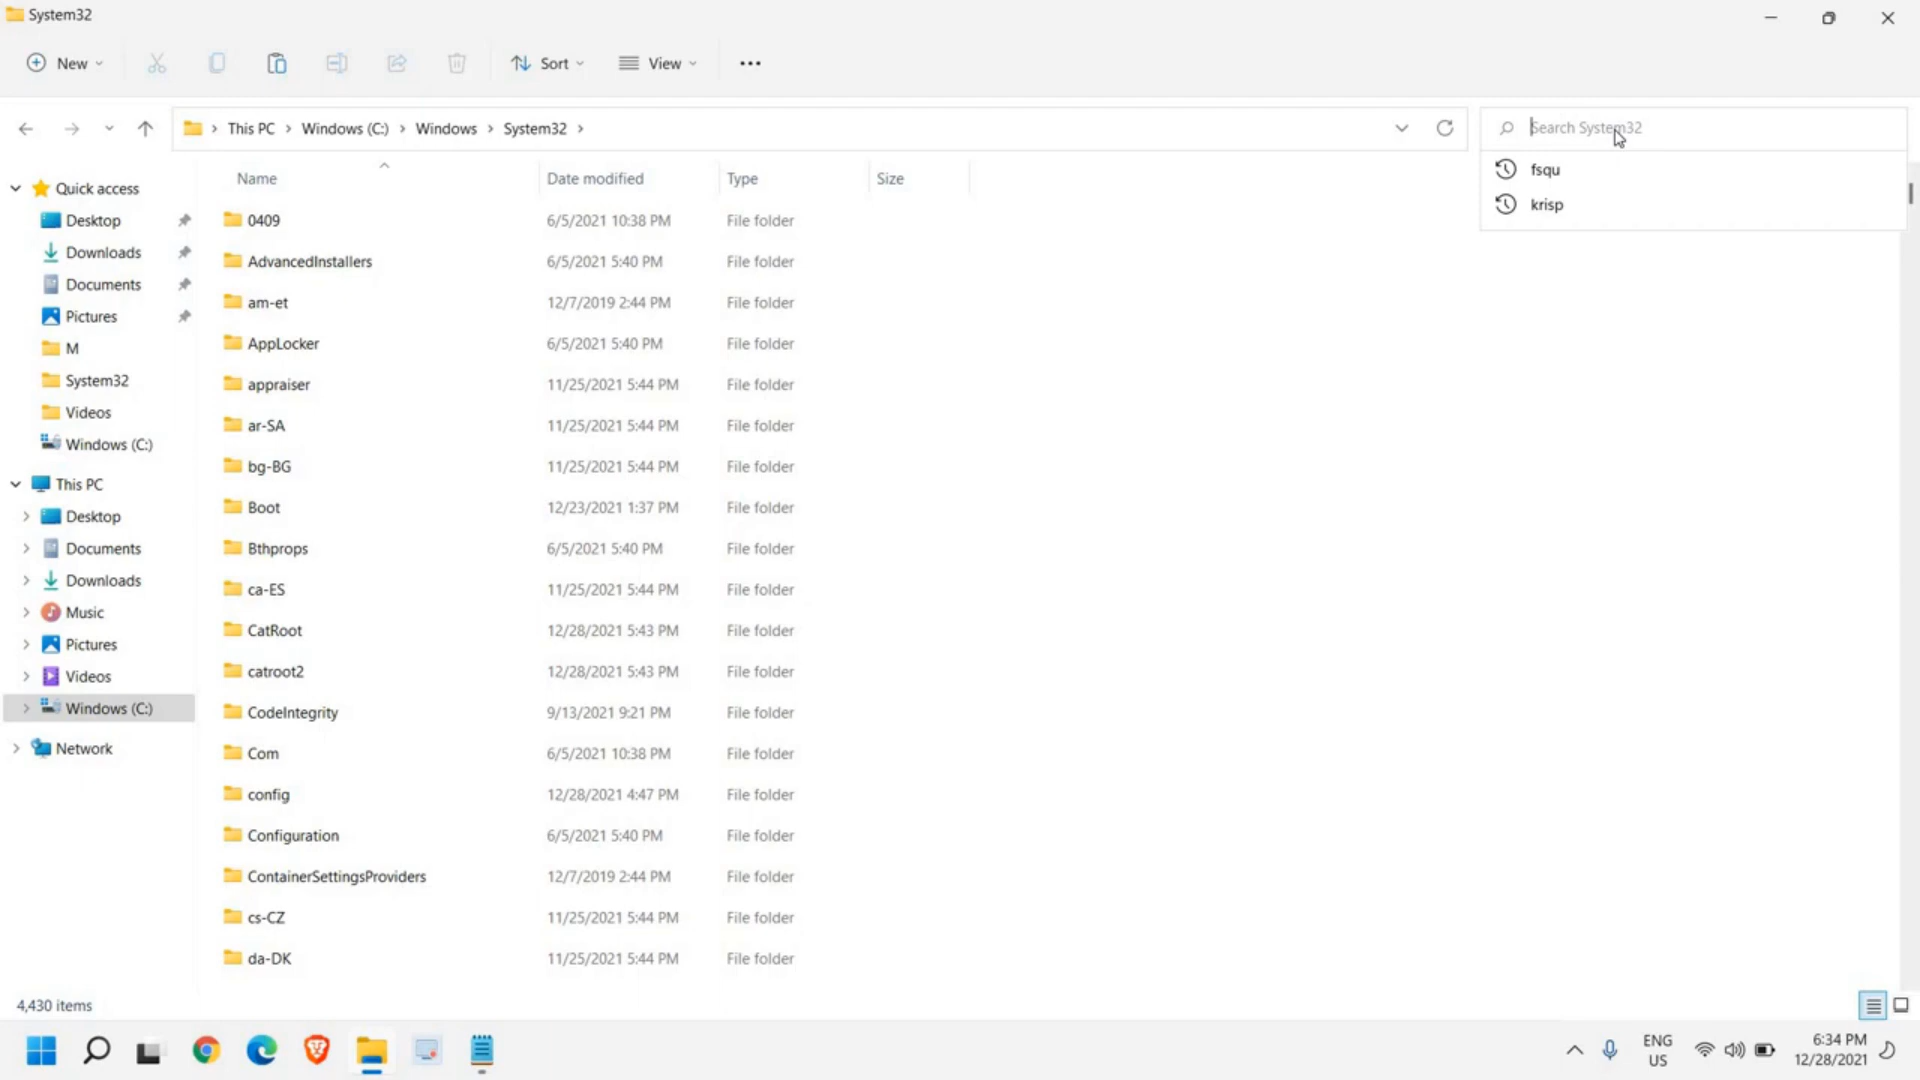 System32
New
Sort
View
This PC
Windows (C:)
Windows
System32
Search System32
fsqu
krisp
Quick access
Desktop
Downloads
Documents
Pictures
M
System32
Videos
Windows (C:)
This PC
Desktop
Documents
Downloads
Music
Pictures
Videos
Windows (C:)
Network
Name Date modified Type Size
0409 6/5/2021 10:38 PM File folder
AdvancedInstallers 6/5/2021 5:40 PM File folder
am-et 12/7/2019 2:44 PM File folder
AppLocker 6/5/2021 5:40 PM File folder
appraiser 11/25/2021 5:44 PM File folder
ar-SA 11/25/2021 5:44 PM File folder
bg-BG 11/25/2021 5:44 PM File folder
Boot 12/23/2021 1:37 PM File folder
Bthprops 6/5/2021 5:40 PM File folder
ca-ES 11/25/2021 5:44 PM File folder
CatRoot 12/28/2021 5:43 PM File folder
catroot2 12/28/2021 5:43 PM File folder
CodeIntegrity 9/13/2021 9:21 PM File folder
Com 6/5/2021 10:38 PM File folder
config 12/28/2021 4:47 PM File folder
Configuration 6/5/2021 5:40 PM File folder
ContainerSettingsProviders 12/7/2019 2:44 PM File folder
cs-CZ 11/25/2021 5:44 PM File folder
da-DK 11/25/2021 5:44 PM File folder
4,430 items
ENG
US
6:34 PM
12/28/2021